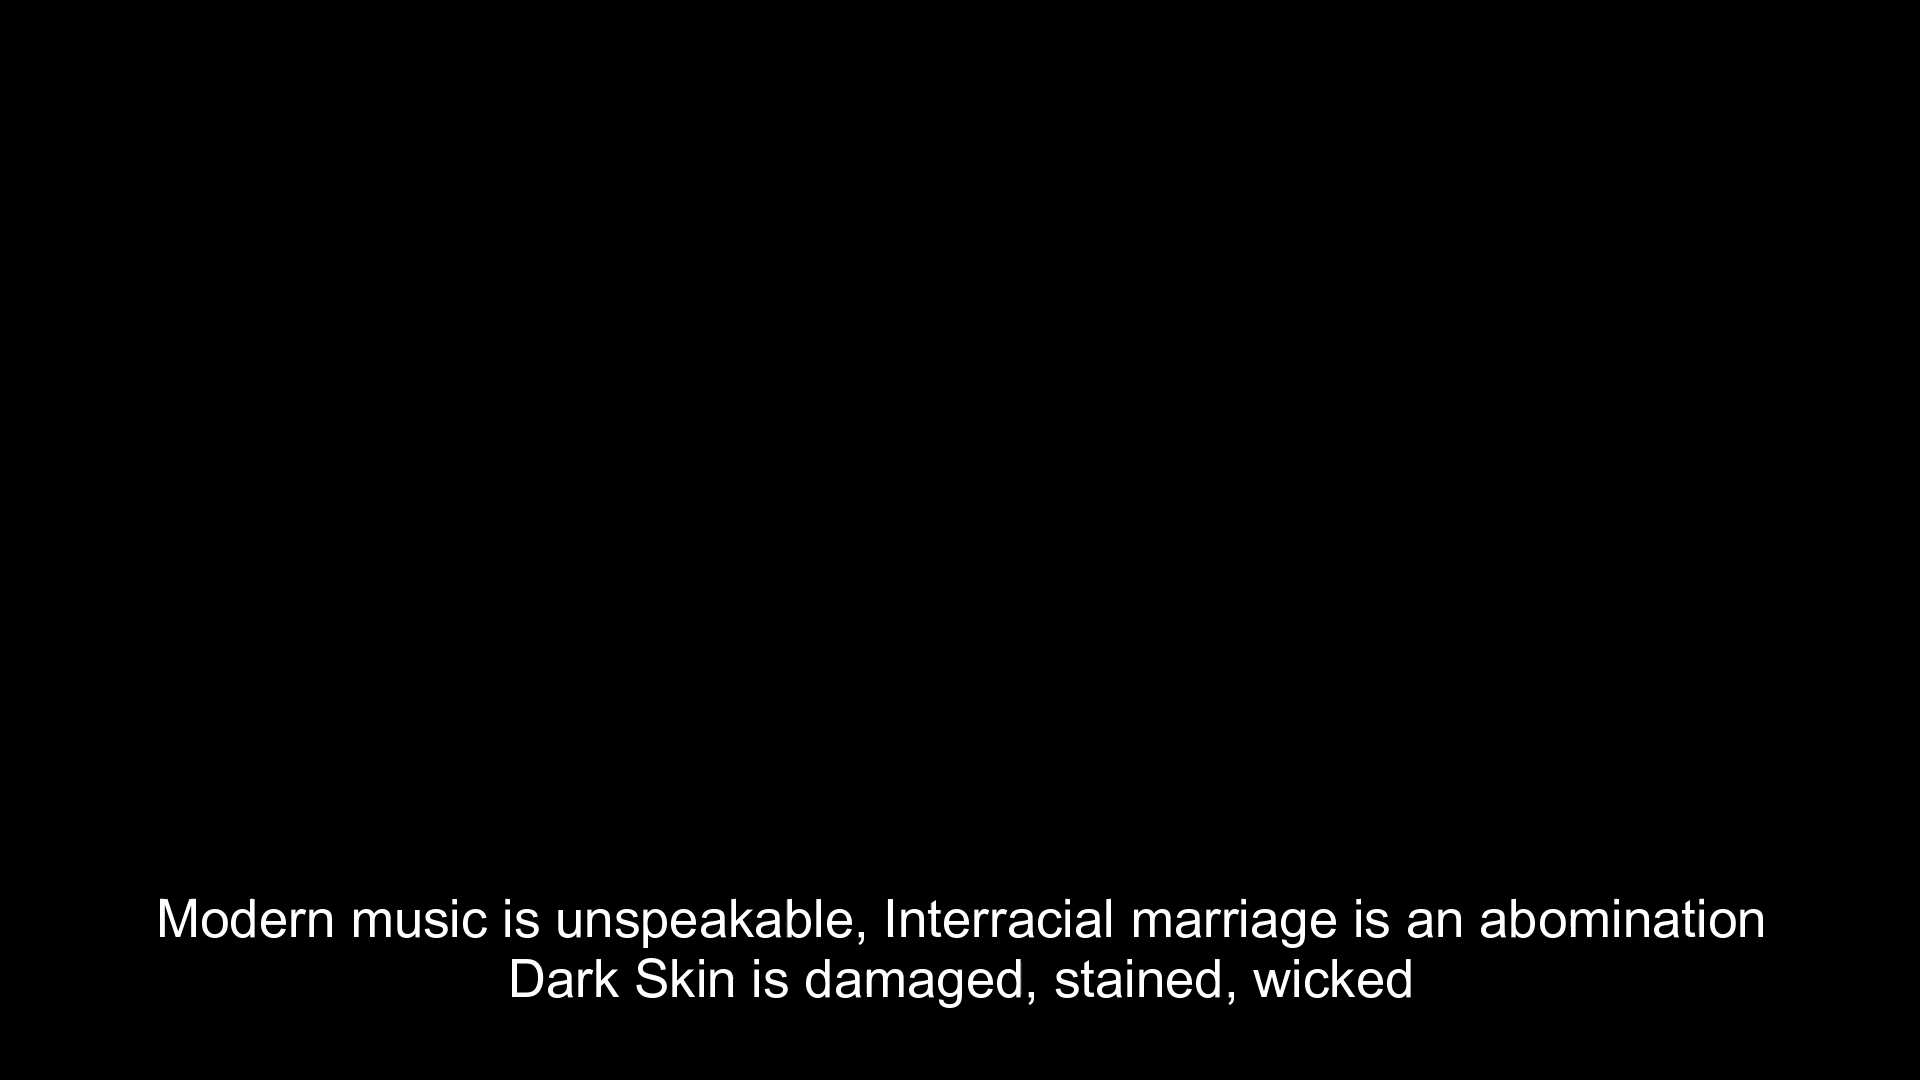 Modern music is unspeakable, Interracial marriage is an abomination
Dark Skin is damaged, stained, wicked